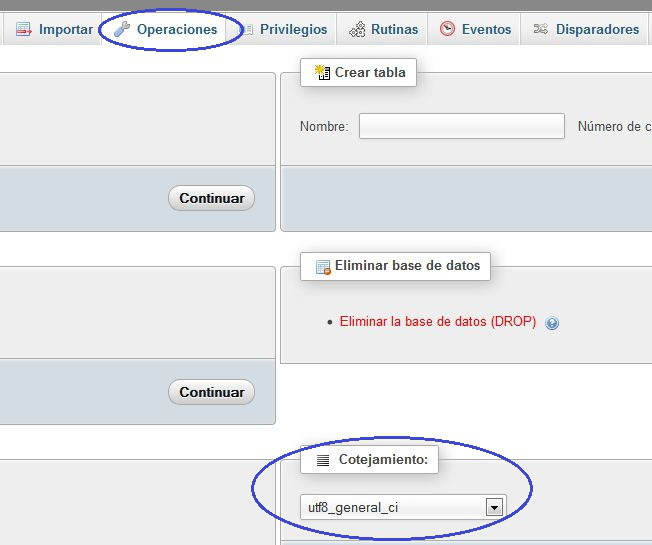 Importar Operaciones Privilegios Rutinas Eventos Disparadores
Crear tabla
Nombre: Número de c
Continuar
Eliminar base de datos
Eliminar la base de datos (DROP)
Continuar
Cotejamiento:
utf8_general_ci